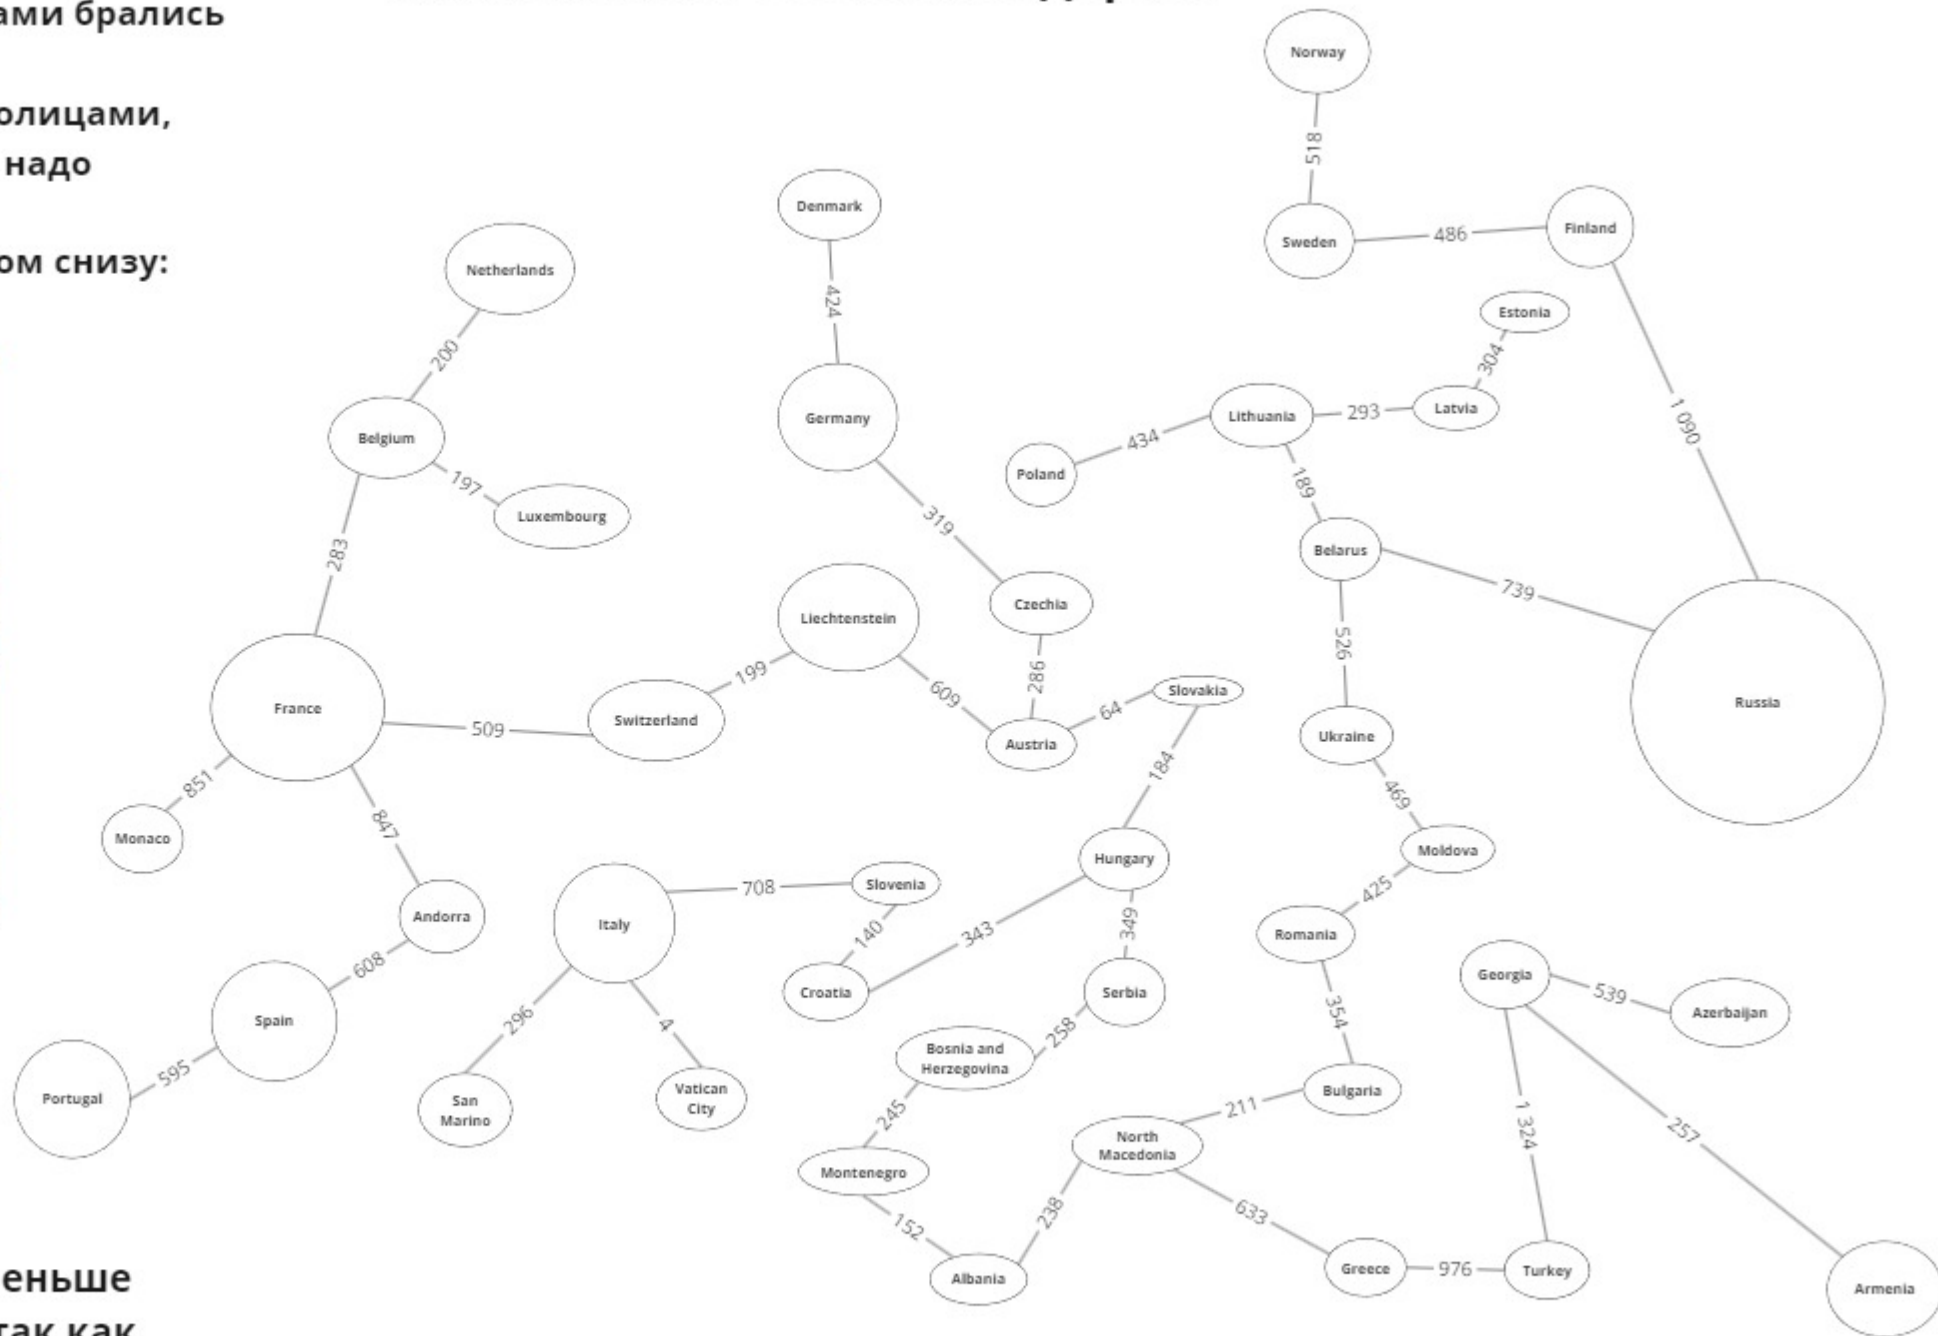 ами брались
олицами,
надо
ом снизу:
Norway
518
Denmark
Sweden
486
Finland
Netherlands
424
Estonia
200
304
Germany
Lithuania
293
Latvia
1 090
Belgium
434
Poland
189
197
Luxembourg
319
Belarus
283
739
Czechia
Liechtenstein
526
199
286
609
64
Slovakia
France
509
Switzerland
Austria
Ukraine
Russia
184
851
469
847
Monaco
Hungary
Moldova
708
Slovenia
425
Andorra
Italy
140
343
349
Romania
608
Georgia
539
Azerbaijan
Spain
296
4
Croatia
Serbia
354
258
Bosnia and
Herzegovina
595
Portugal
San
Marino
Vatican
City
Bulgaria
245
211
1 324
257
North
Macedonia
Montenegro
238
633
152
Albania
Greece
976
Turkey
Armenia
еньше
так как